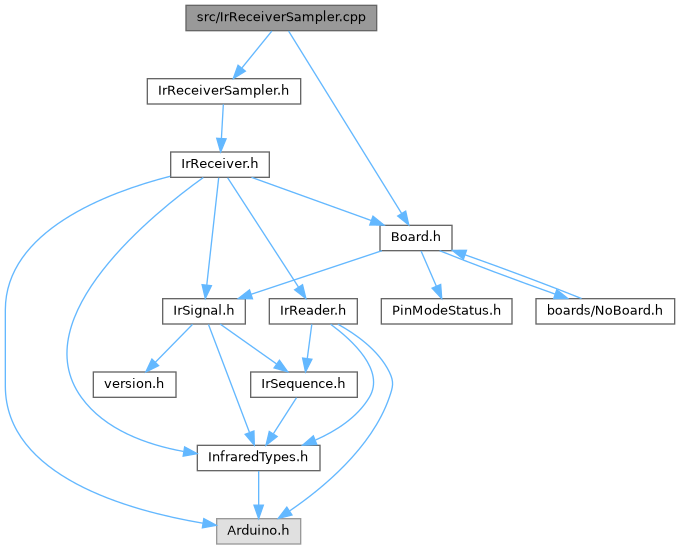 src/IrReceiverSampler.cpp
IrReceiverSampler.h
IrReceiver.h
Board.h
IrSignal.h
IrReader.h
PinModeStatus.h
boards/NoBoard.h
version.h
IrSequence.h
InfraredTypes.h
Arduino.h